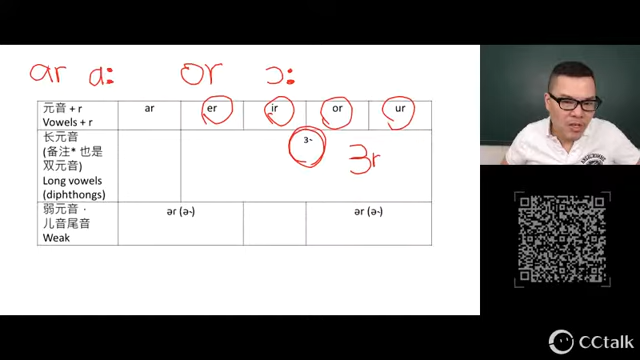 ar a: or ɔ:
元音 + r
Vowels + r
ar er ir or ur
长元音
(备注* 也是
双元音)
Long vowels
(diphthongs)
ɝ
3r
弱元音·
儿音尾音
Weak
ər (ɚ) ər (ɚ)
CCtalk